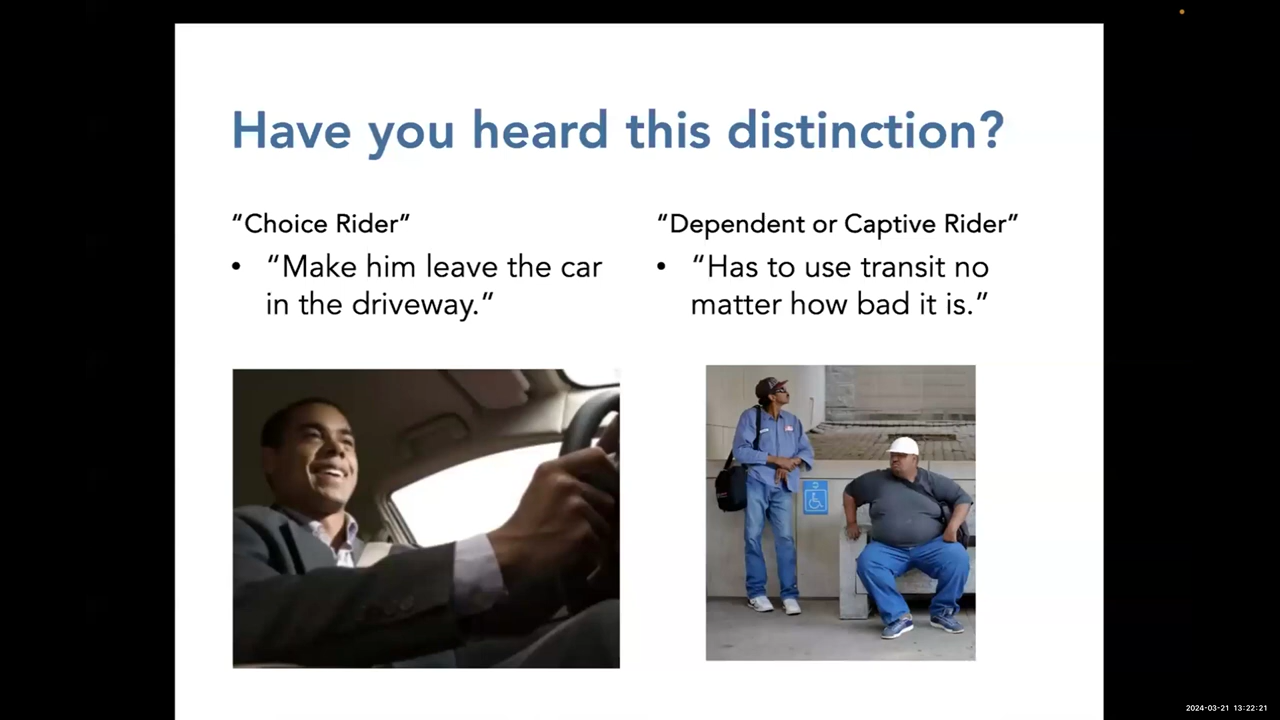 Have you heard this distinction?
“Choice Rider”
• “Make him leave the car
in the driveway.”
“Dependent or Captive Rider”
• “Has to use transit no
matter how bad it is.”
2024-03-21 13:22:21